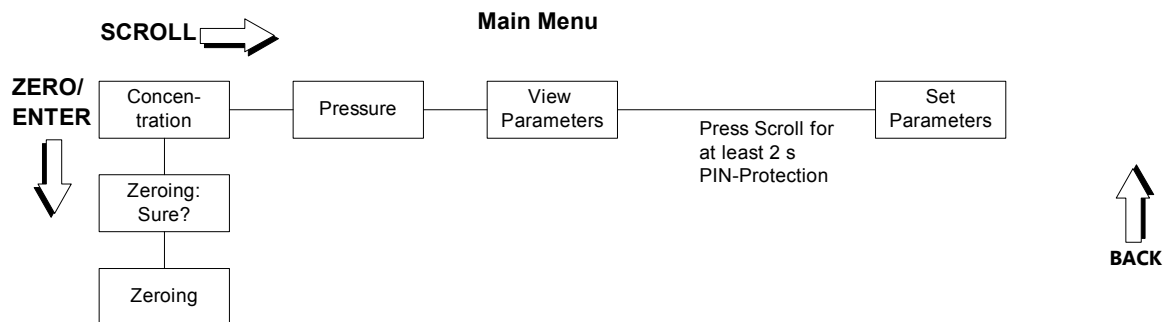 Main Menu
SCROLL
ZERO/
ENTER
Concen-
tration
Pressure
View
Parameters
Press Scroll for
at least 2 s
PIN-Protection
Set
Parameters
Zeroing:
Sure?
Zeroing
BACK